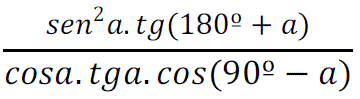 sen²a.tg(180º + a)
cosa.tga.cos(90º − a)